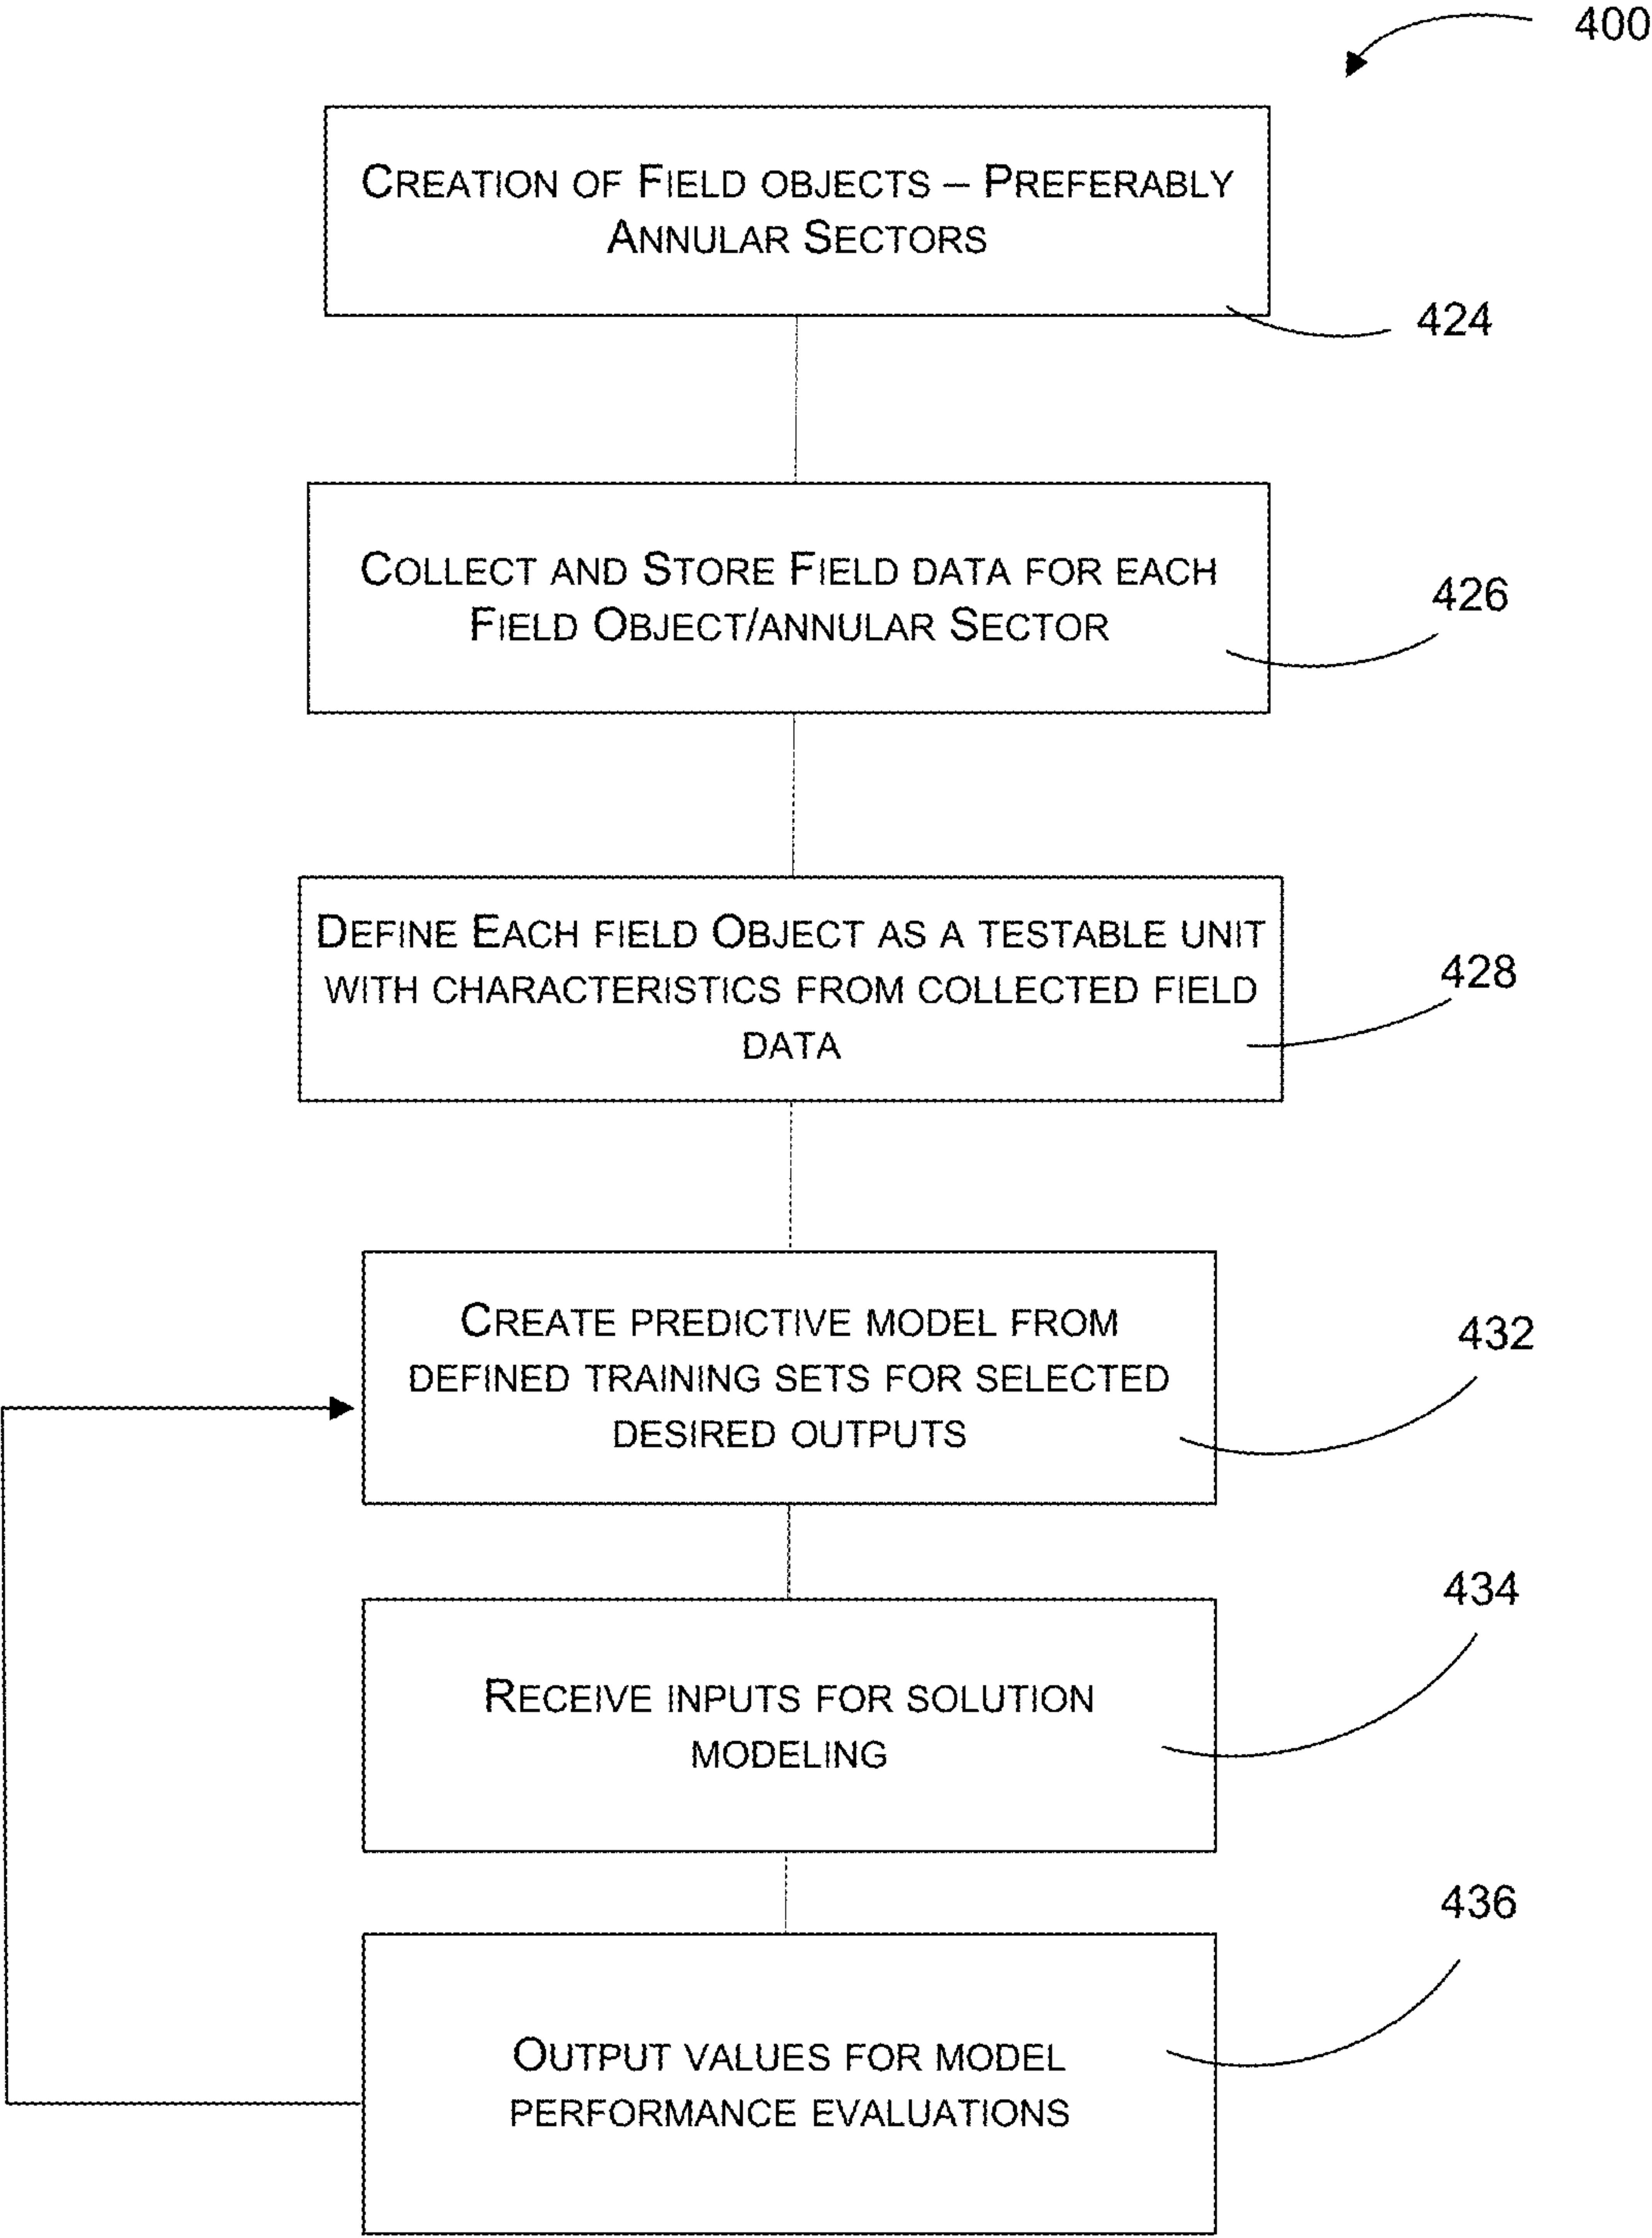 400
CREATION OF FIELD OBJECTS – PREFERABLY
ANNULAR SECTORS
424
COLLECT AND STORE FIELD DATA FOR EACH
FIELD OBJECT/ANNULAR SECTOR
426
DEFINE EACH FIELD OBJECT AS A TESTABLE UNIT
WITH CHARACTERISTICS FROM COLLECTED FIELD
DATA
428
CREATE PREDICTIVE MODEL FROM
DEFINED TRAINING SETS FOR SELECTED
DESIRED OUTPUTS
432
RECEIVE INPUTS FOR SOLUTION
MODELING
434
OUTPUT VALUES FOR MODEL
PERFORMANCE EVALUATIONS
436